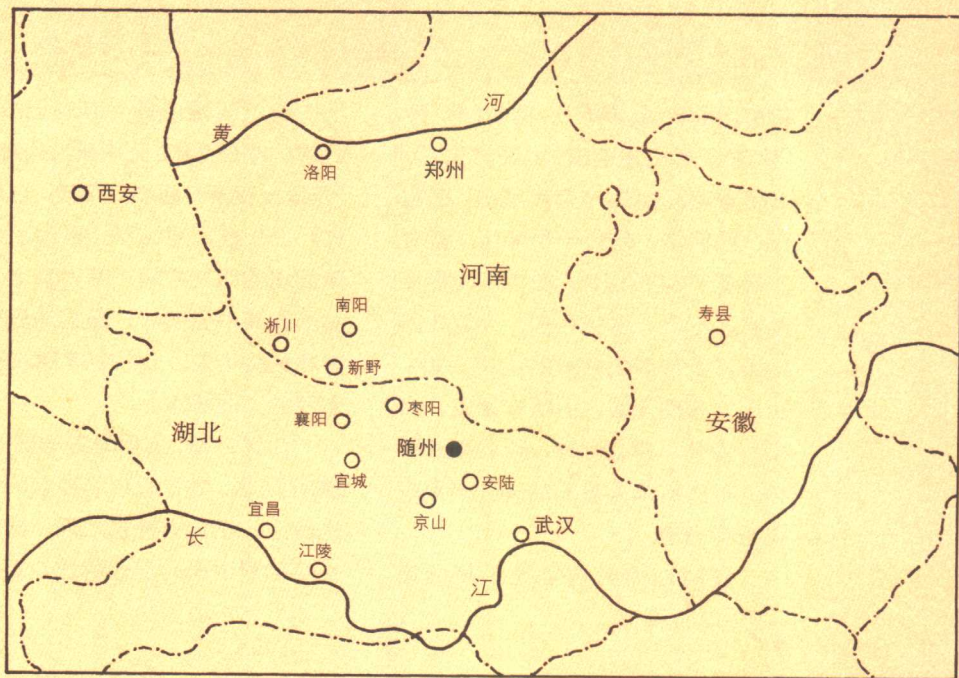 黄
河
洛阳
郑州
西安
河南
南阳
淅川
新野
寿县
枣阳
襄阳
湖北
随州
安徽
宜城
安陆
京山
宜昌
武汉
长
江陵
江